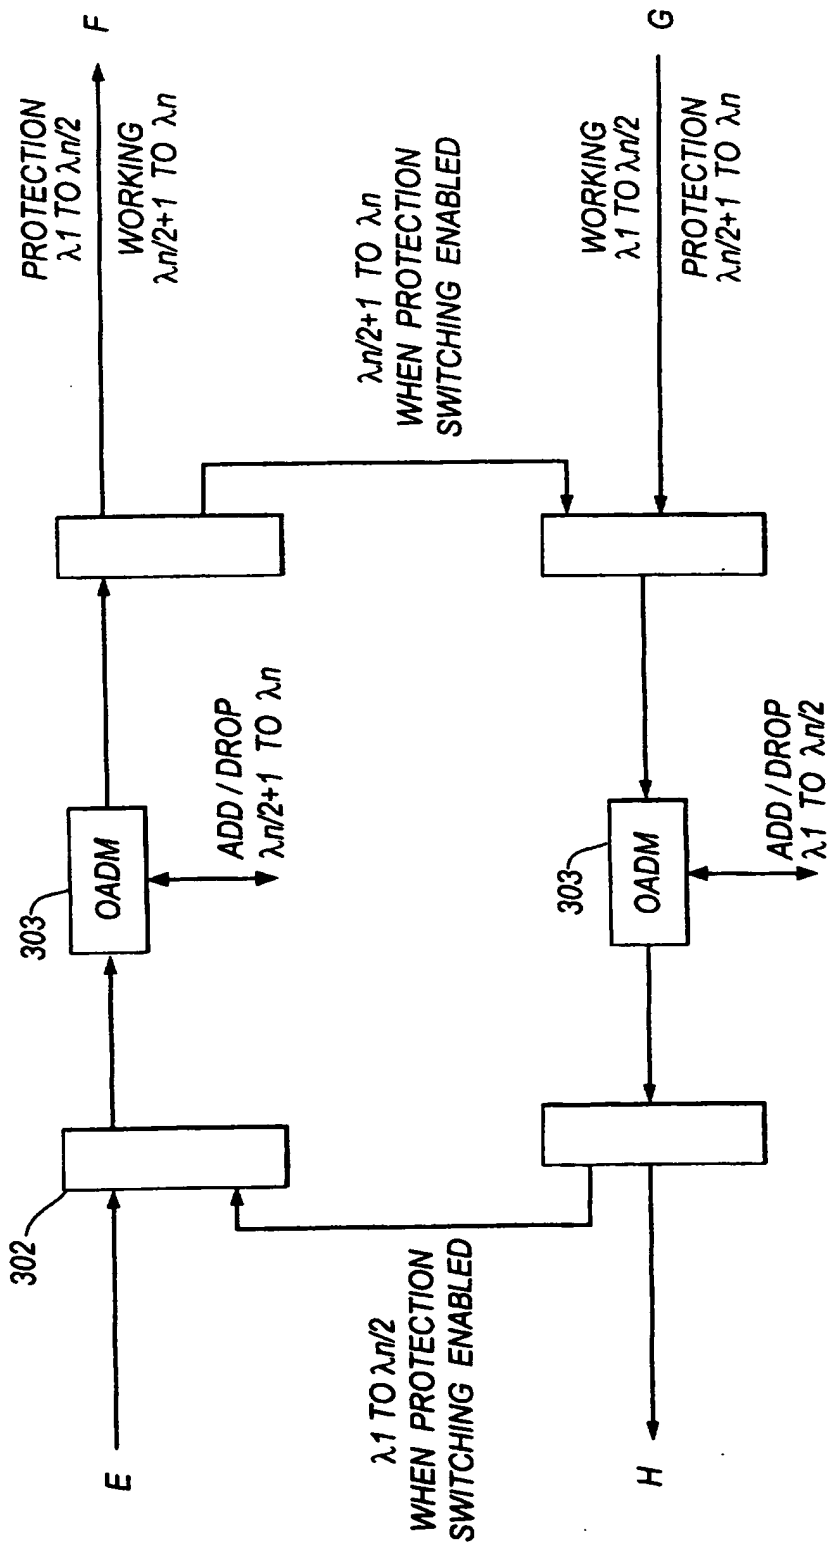 E
302
303
OADM
ADD / DROP
λn/2+1 TO λn
PROTECTION
λ1 TO λn/2
WORKING
λn/2+1 TO λn
F
λ1 TO λn/2
WHEN PROTECTION
SWITCHING ENABLED
λn/2+1 TO λn
WHEN PROTECTION
SWITCHING ENABLED
H
303
OADM
ADD / DROP
λ1 TO λn/2
WORKING
λ1 TO λn/2
PROTECTION
λn/2+1 TO λn
G